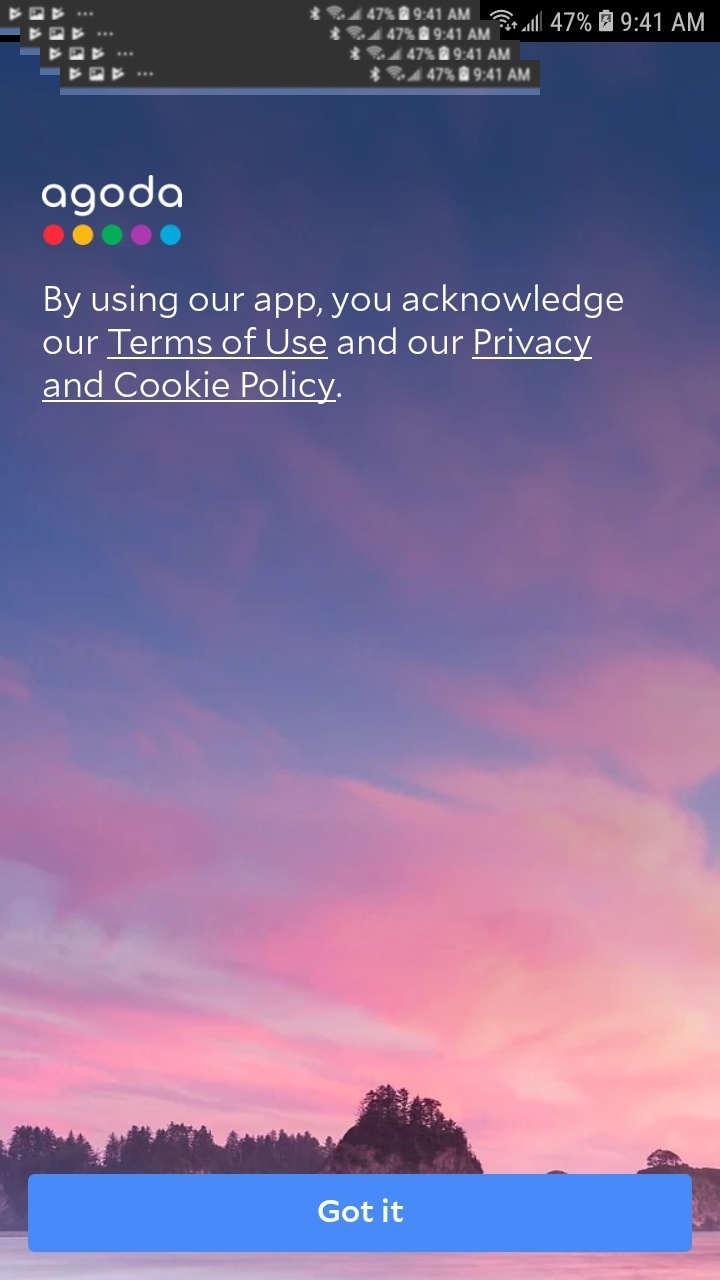 47% 9:41 AM
47% 9:41 AM
47% 9:41 AM
47% 9:41 AM
47% 9:41 AM
agoda
By using our app, you acknowledge
our Terms of Use and our Privacy
and Cookie Policy.
Got it